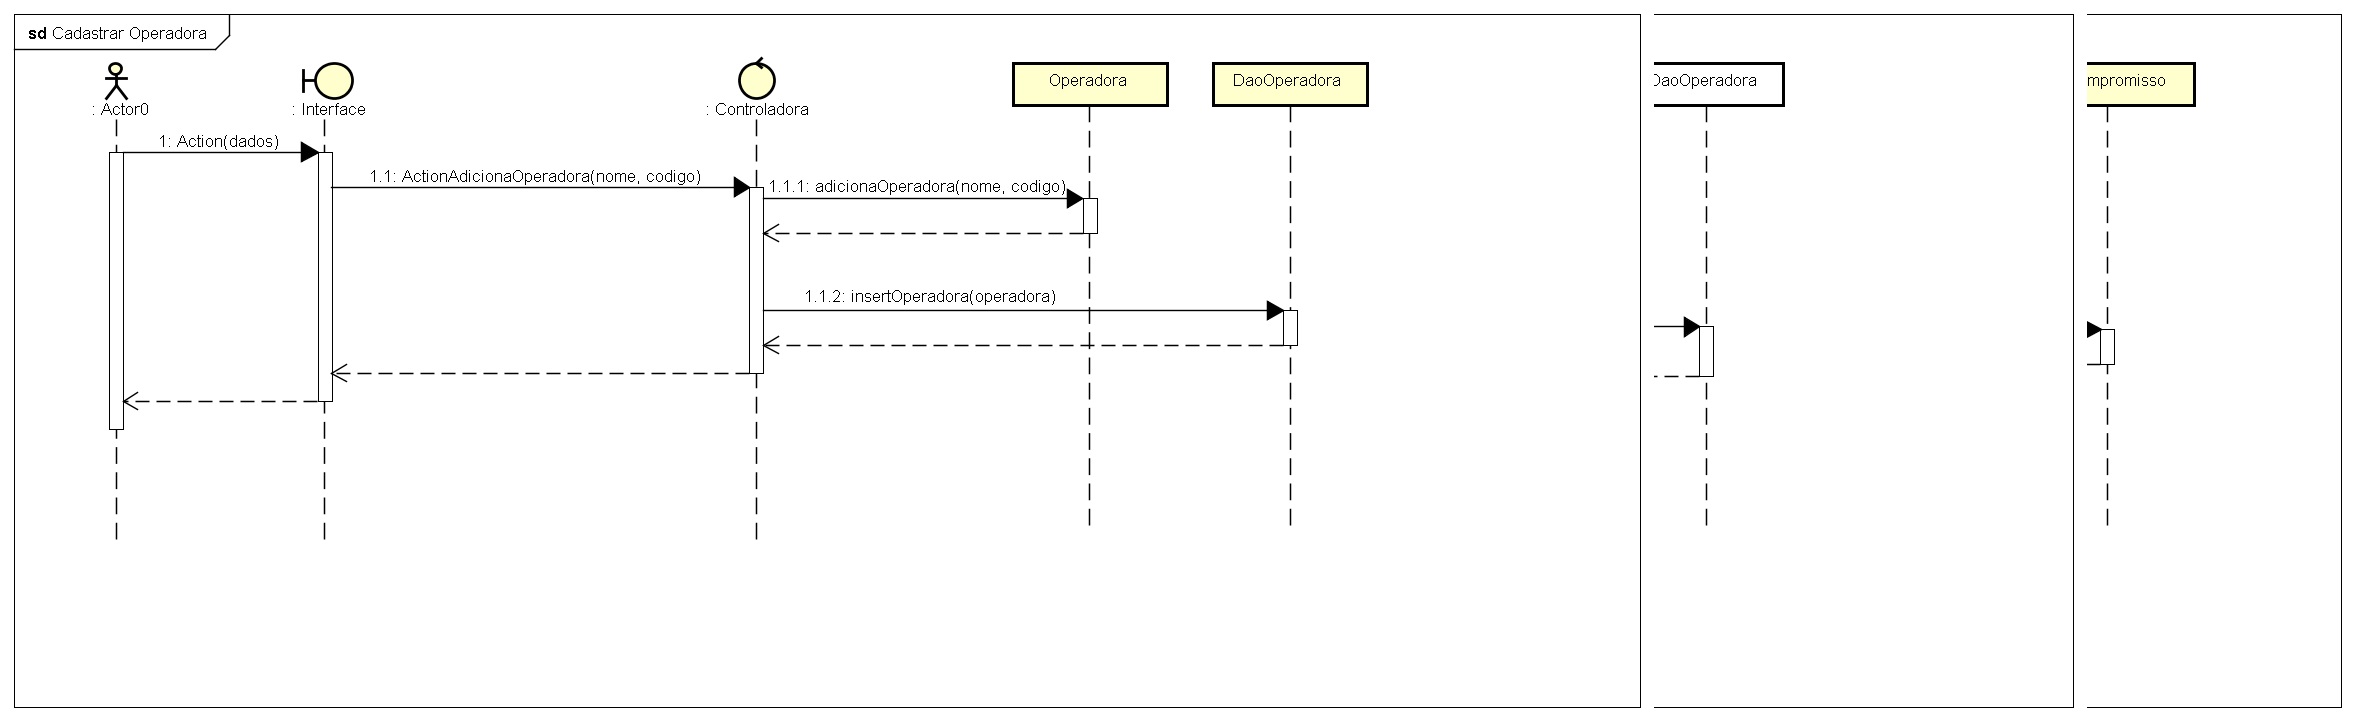 sd Cadastrar Operadora
Operadora
DaoOperadora
DaoOperadora
mpromisso
: Actor0
: Interface
: Controladora
1: Action(dados)
1.1: ActionAdicionaOperadora(nome, codigo)
1.1.1: adicionaOperadora(nome, codigo)
1.1.2: insertOperadora(operadora)